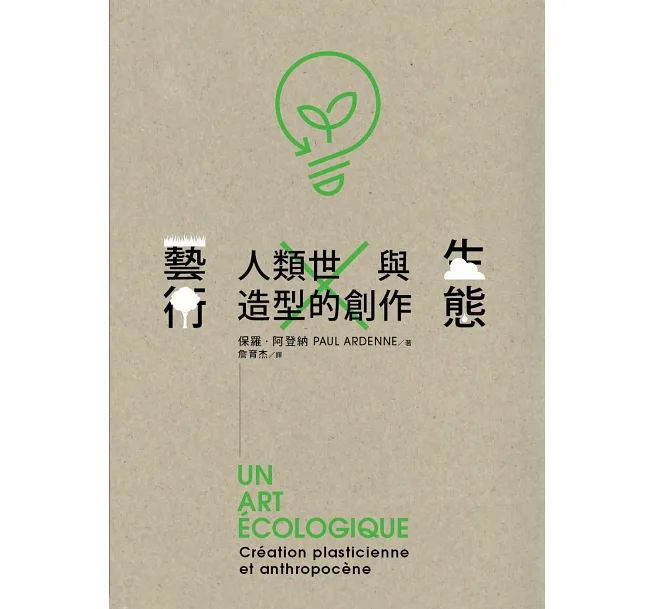 藝術
人類世 與
造型的創作
生態
保羅·阿登納 PAUL ARDENNE/著
詹育杰/譯
UN
ART
ÉCOLOGIQUE
Création plasticienne
et anthropocène